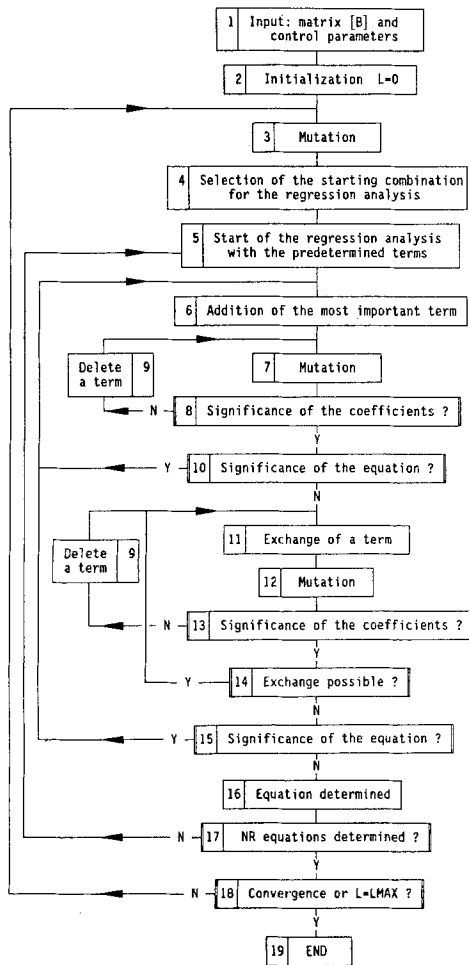 1 Input: matrix [B] and
control parameters
2 Initialization L=0
3 Mutation
4 Selection of the starting combination
for the regression analysis
5 Start of the regression analysis
with the predetermined terms
6 Addition of the most important term
Delete 9
a term
7 Mutation
N 8 Significance of the coefficients ?
Y
Y 10 Significance of the equation ?
N
11 Exchange of a term
Delete 9
a term
12 Mutation
N 13 Significance of the coefficients ?
Y
Y 14 Exchange possible ?
N
Y 15 Significance of the equation ?
N
16 Equation determined
N 17 NR equations determined ?
Y
N 18 Convergence or L=LMAX ?
Y
19 END